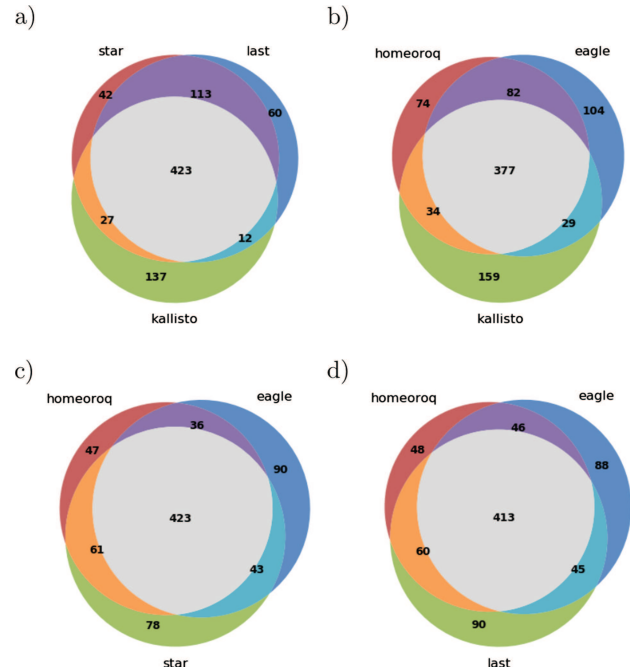 a)
b)
star
last
homeoroq
eagle
42
113
60
74
82
104
423
377
27
12
34
29
137
159
kallisto
kallisto
c)
d)
homeoroq
eagle
homeoroq
eagle
47
36
90
48
46
88
423
413
61
43
60
45
78
90
star
last